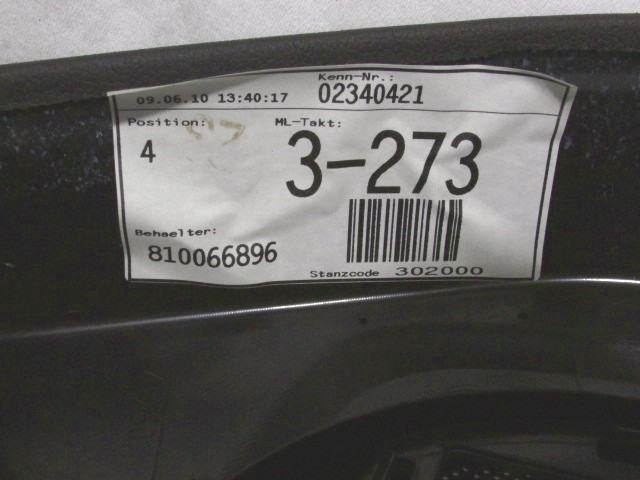 Kenn-Nr.:
09.06.10 13:40:17 02340421
Position: ML-Takt:
4 3-273
Behaelter:
810066896
Stanzcode 302000